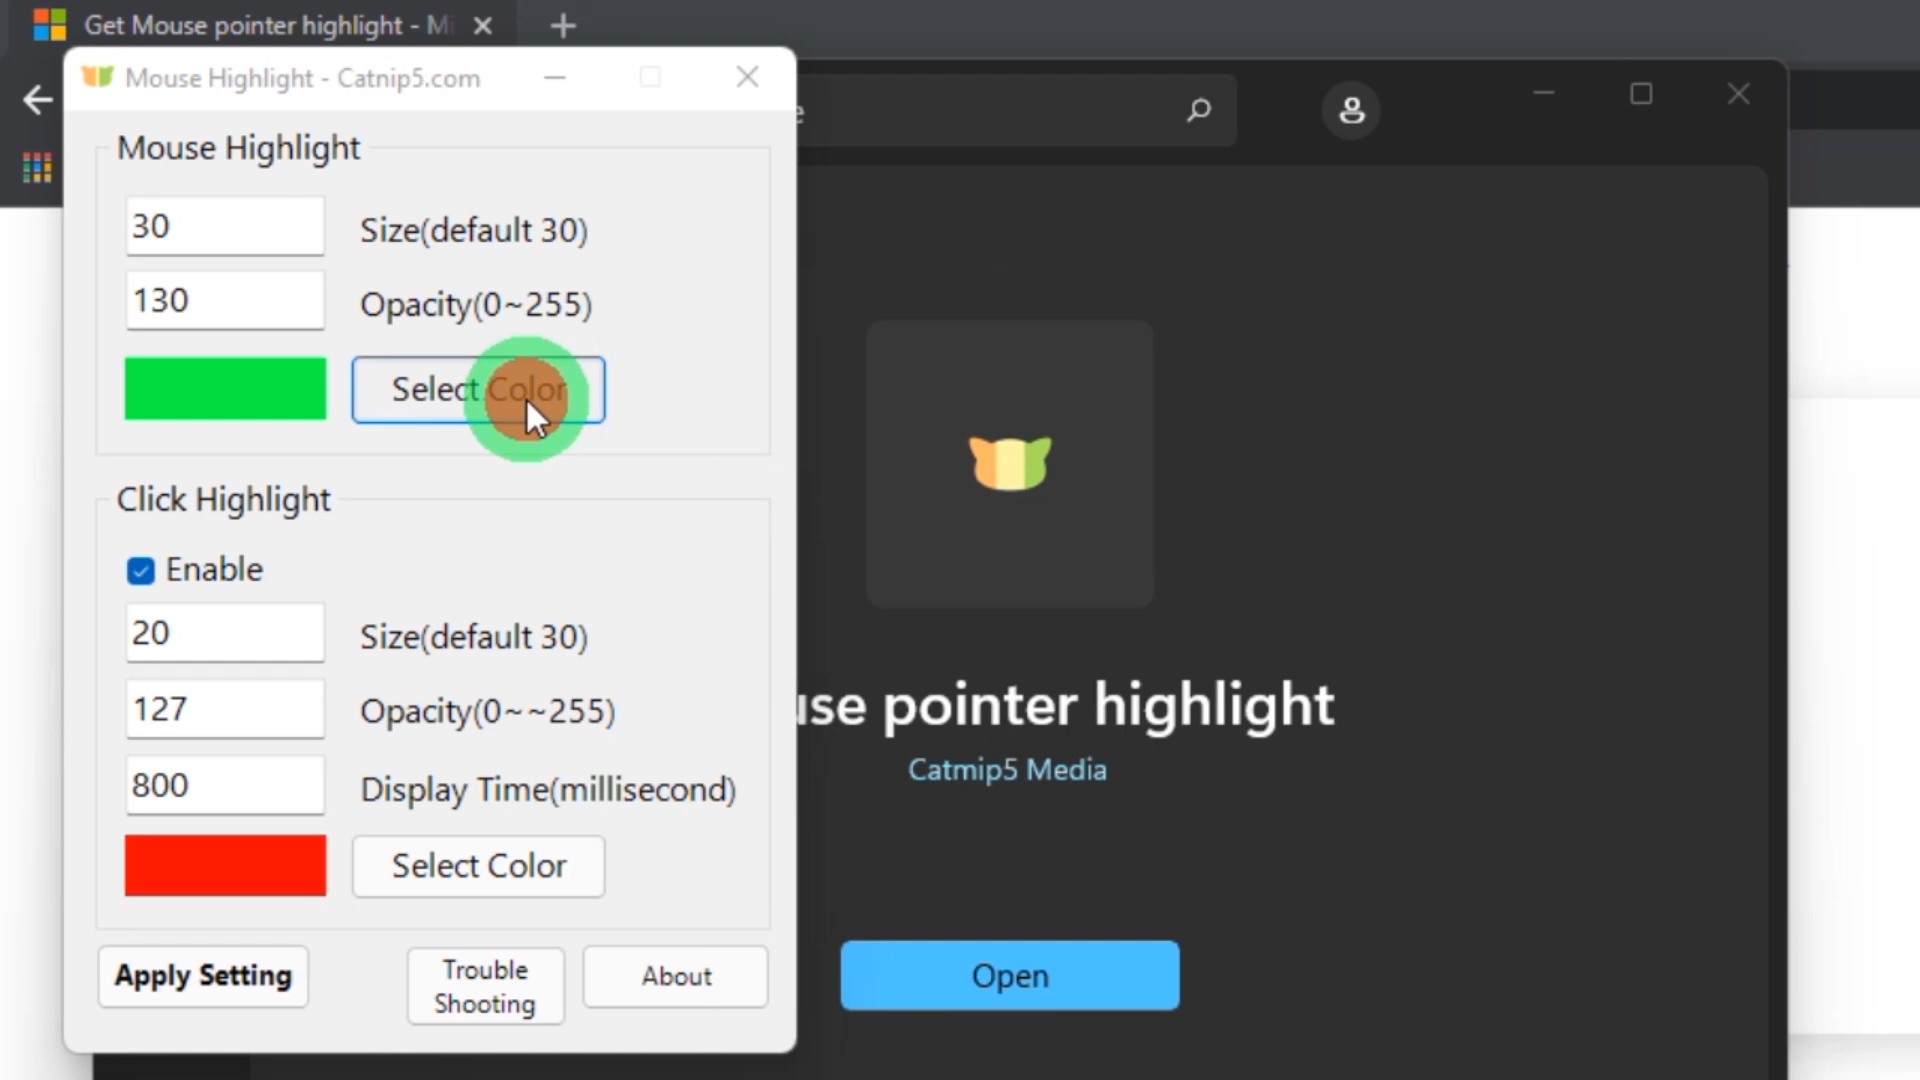 Get Mouse pointer highlight - Mi
Mouse Highlight - Catnip5.com
e
Mouse Highlight
30
Size(default 30)
130
Opacity(0~255)
Select Color
Click Highlight
Enable
20
Size(default 30)
127
Opacity(0~~255)
800
Display Time(millisecond)
Select Color
Apply Setting
Trouble
Shooting
About
use pointer highlight
Catmip5 Media
Open